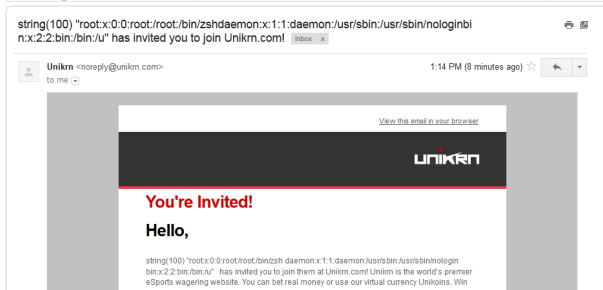 string(100) "root:x:0:0:root:/root:/bin/zshdaemon:x:1:1:daemon:/usr/sbin:/usr/sbin/nologinbi
n:x:2:2:bin:/bin:/u" has invited you to join Unikrn.com! Inbox x
Unikrn <noreply@unikrn.com> 1:14 PM (8 minutes ago)
to me
View this email in your browser
UNIKRN
You're Invited!
Hello,
string(100) "root:x:0:0:root:/root:/bin/zsh daemon:x:1:1:daemon:/usr/sbin:/usr/sbin/nologin
bin:x:2:2:bin:/bin:/u" has invited you to join them at Unikrn.com! Unikrn is the world's premier
eSports wagering website. You can bet real money or use our virtual currency Unikoins. Win